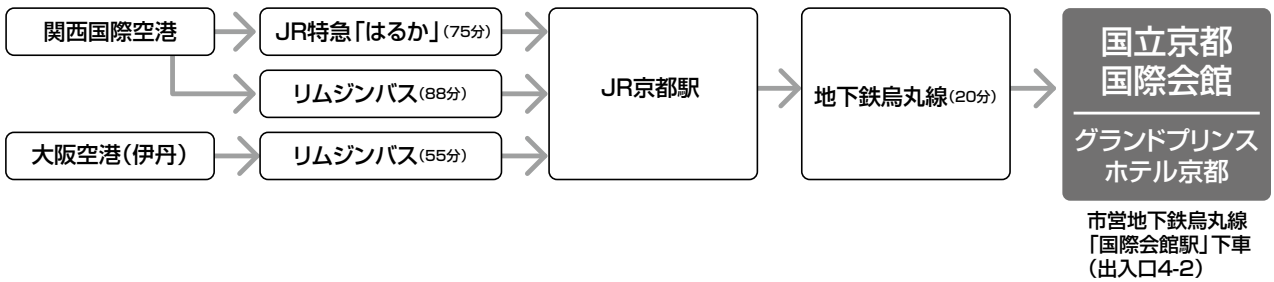 関西国際空港
JR特急「はるか」(75分)
リムジンバス(88分)
大阪空港(伊丹)
リムジンバス(55分)
JR京都駅
地下鉄烏丸線(20分)
国立京都
国際会館
グランドプリンス
ホテル京都
市営地下鉄烏丸線
「国際会館駅」下車
(出入口4-2)